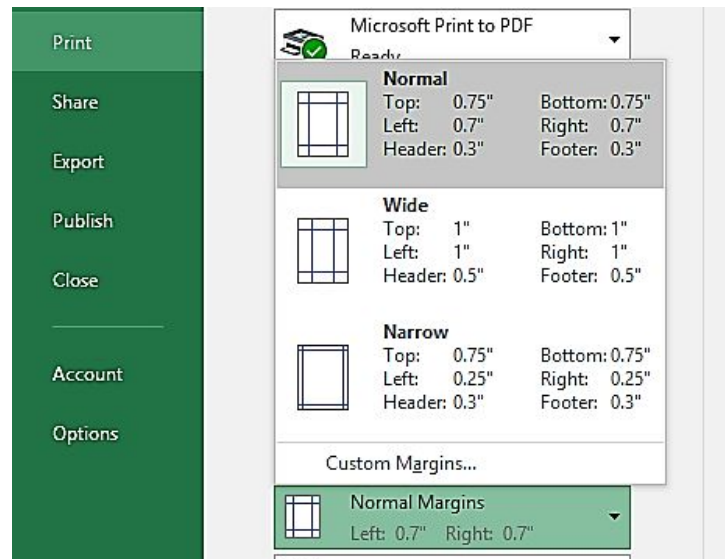 Print
Share
Export
Publish
Close
Account
Options
Microsoft Print to PDF
Ready
Normal
Top: 0.75" Bottom: 0.75"
Left: 0.7" Right: 0.7"
Header: 0.3" Footer: 0.3"
Wide
Top: 1" Bottom: 1"
Left: 1" Right: 1"
Header: 0.5" Footer: 0.5"
Narrow
Top: 0.75" Bottom: 0.75"
Left: 0.25" Right: 0.25"
Header: 0.3" Footer: 0.3"
Custom Margins...
Normal Margins
Left: 0.7" Right: 0.7"